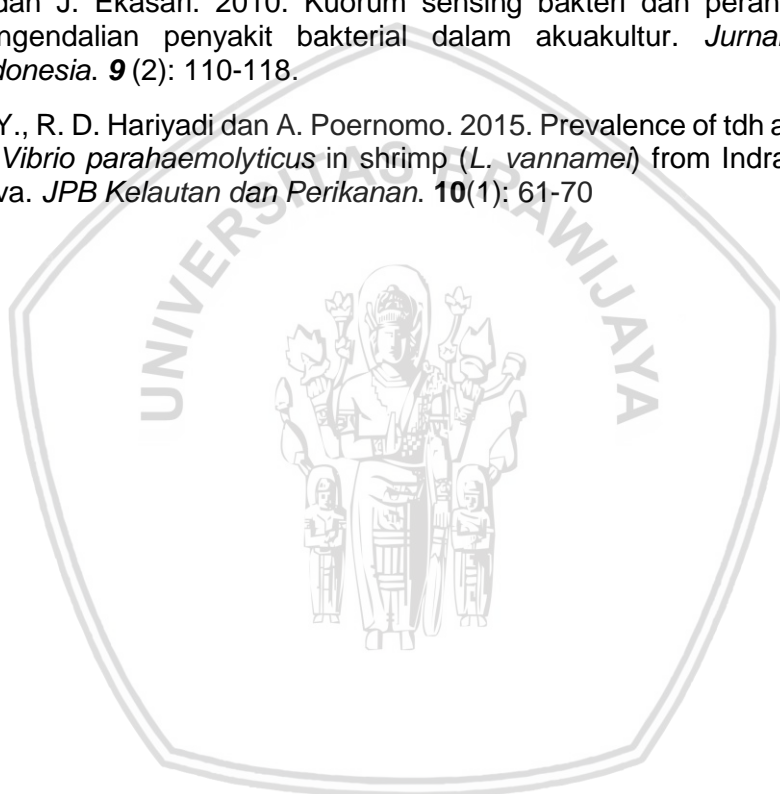 dan J. Ekasari. 2010. Kuorum sensing bakteri dan peran
ngendalian penyakit bakterial dalam akuakultur. Jurnal
donesia. 9 (2): 110-118.
Y., R. D. Hariyadi dan A. Poernomo. 2015. Prevalence of tdh a
Vibrio parahaemolyticus in shrimp (L. vannamei) from Indra
va. JPB Kelautan dan Perikanan. 10(1): 61-70
UNIVERSITAS BRAWIJAYA